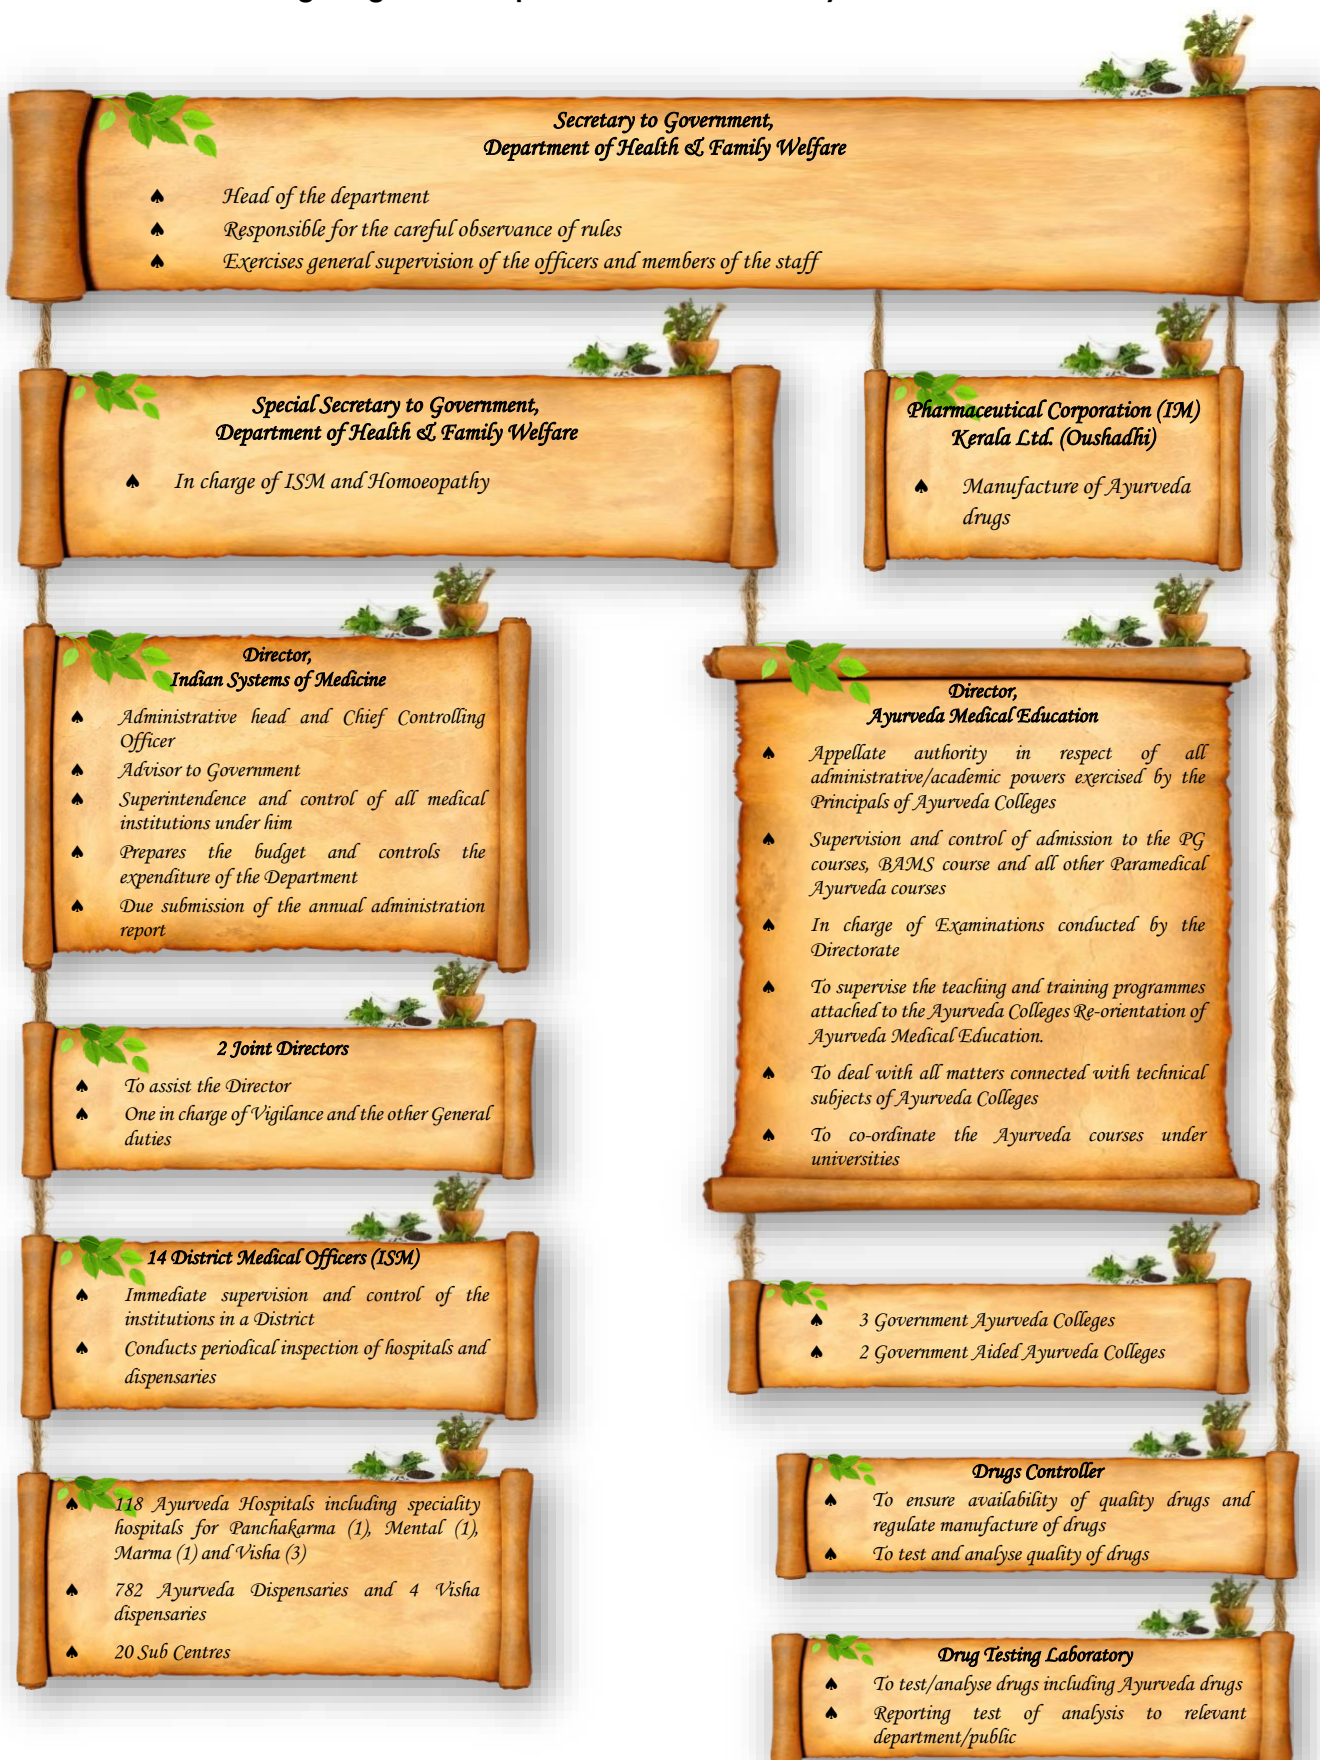 Secretary to Government,
Department of Health & Family Welfare
♠ Head of the department
♠ Responsible for the careful observance of rules
♠ Exercises general supervision of the officers and members of the staff
Special Secretary to Government,
Department of Health & Family Welfare
♠ In charge of ISM and Homoeopathy
Pharmaceutical Corporation (IM)
Kerala Ltd. (Oushadhi)
♠ Manufacture of Ayurveda
drugs
Director,
Indian Systems of Medicine
♠ Administrative head and Chief Controlling
Officer
♠ Advisor to Government
♠ Superintendence and control of all medical
institutions under him
♠ Prepares the budget and controls the
expenditure of the Department
♠ Due submission of the annual administration
report
2 Joint Directors
♠ To assist the Director
♠ One in charge of Vigilance and the other General
duties
14 District Medical Officers (ISM)
♠ Immediate supervision and control of the
institutions in a District
♠ Conducts periodical inspection of hospitals and
dispensaries
♠ 118 Ayurveda Hospitals including speciality
hospitals for Panchakarma (1), Mental (1),
Marma (1) and Visha (3)
♠ 782 Ayurveda Dispensaries and 4 Visha
dispensaries
♠ 20 Sub Centres
Director,
Ayurveda Medical Education
♠ Appellate authority in respect of all
administrative/academic powers exercised by the
Principals of Ayurveda Colleges
♠ Supervision and control of admission to the PG
courses, BAMS course and all other Paramedical
Ayurveda courses
♠ In charge of Examinations conducted by the
Directorate
♠ To supervise the teaching and training programmes
attached to the Ayurveda Colleges Re-orientation of
Ayurveda Medical Education.
♠ To deal with all matters connected with technical
subjects of Ayurveda Colleges
♠ To co-ordinate the Ayurveda courses under
universities
♠ 3 Government Ayurveda Colleges
♠ 2 Government Aided Ayurveda Colleges
Drugs Controller
♠ To ensure availability of quality drugs and
regulate manufacture of drugs
♠ To test and analyse quality of drugs
Drug Testing Laboratory
♠ To test/analyse drugs including Ayurveda drugs
♠ Reporting test of analysis to relevant
department/public